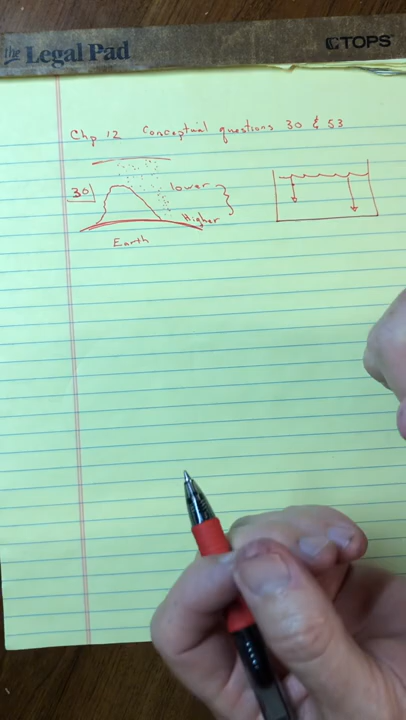 the Legal Pad TOPS
Chp 12 Conceptual questions 30 & 53
30
lower
Higher
Earth